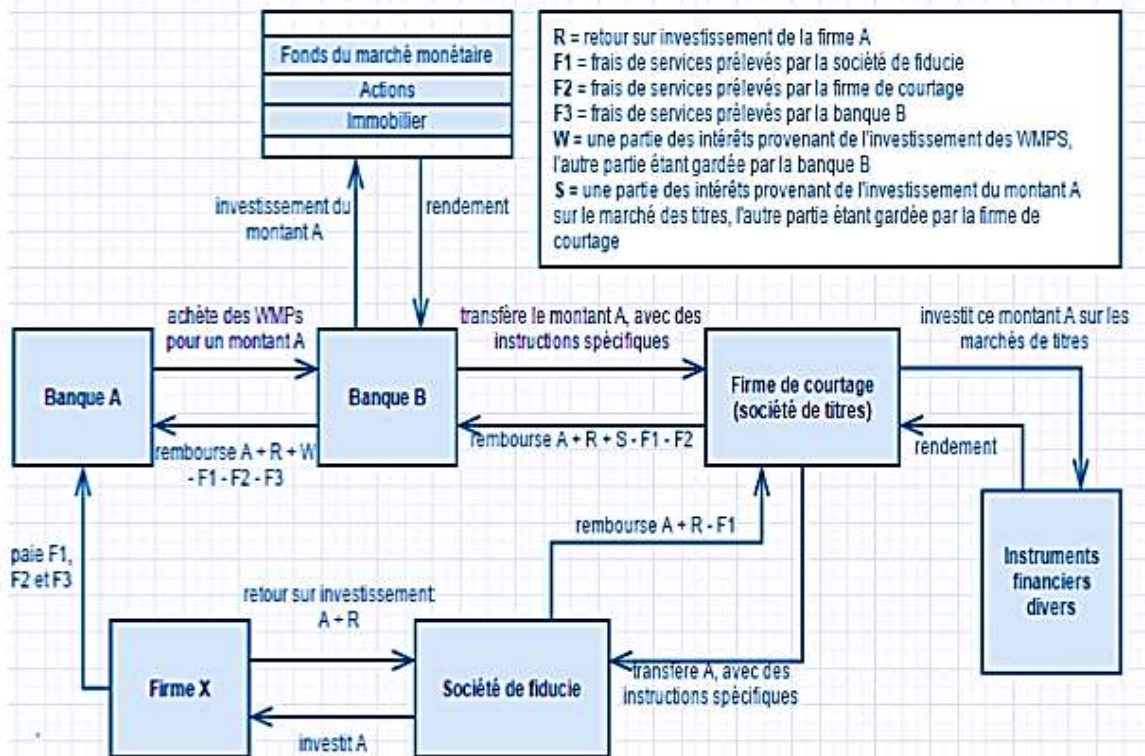 Fonds du marché monétaire
Actions
Immobilier
R = retour sur investissement de la firme A
F1 = frais de services prélevés par la société de fiducie
F2 = frais de services prélevés par la firme de courtage
F3 = frais de services prélevés par la banque B
W = une partie des intérêts provenant de l'investissement des WMPS,
l'autre partie étant gardée par la banque B
S = une partie des intérêts provenant de l'investissement du montant A
sur le marché des titres, l'autre partie étant gardée par la firme de
courtage
investissement du
montant A
rendement
achète des WMPs
pour un montant A
transfère le montant A, avec des
instructions spécifiques
investit ce montant A sur les
marchés de titres
Banque A
Banque B
Firme de courtage
(société de titres)
rembourse A + R + W
- F1 - F2 - F3
rembourse A + R + S - F1 - F2
rendement
rembourse A + R - F1
paie F1,
F2 et F3
Instruments
financiers
divers
retour sur investissement:
A + R
Firme X
Société de fiducie
transfère A, avec des
instructions spécifiques
investit A